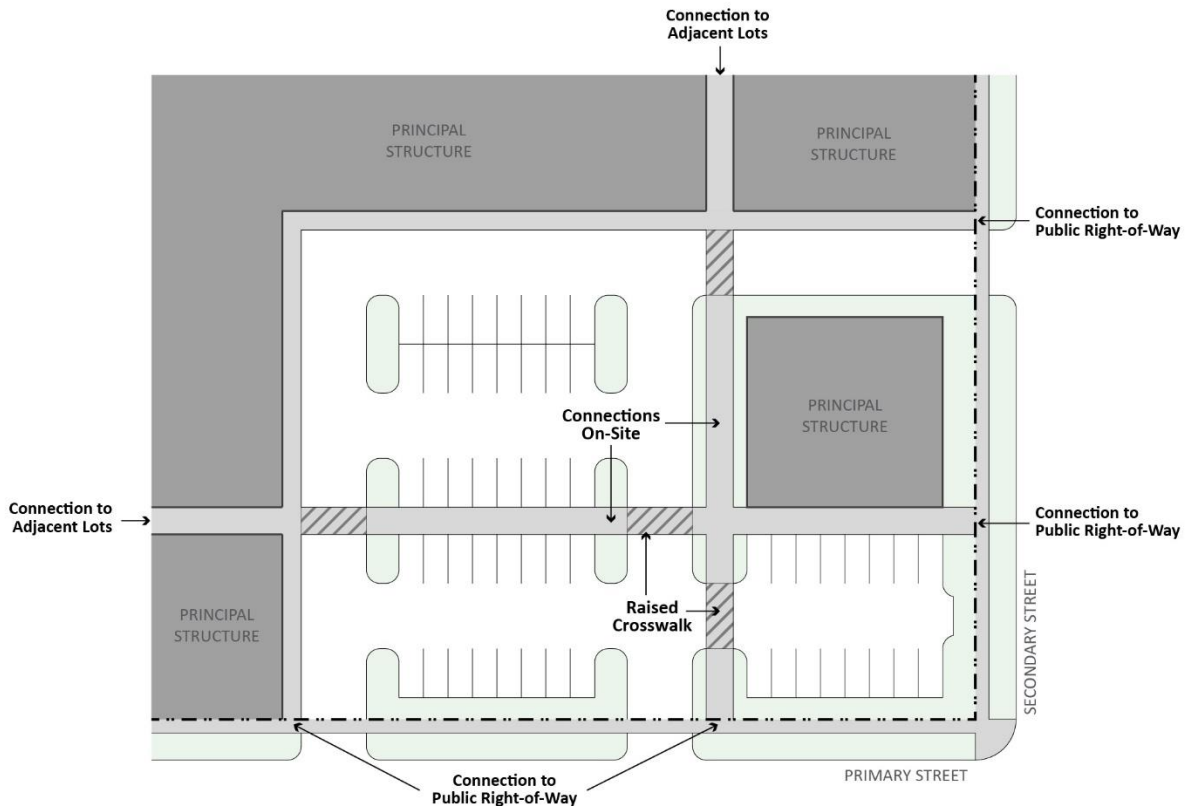 Connection to
Adjacent Lots
PRINCIPAL
STRUCTURE
PRINCIPAL
STRUCTURE
Connection to
Public Right-of-Way
Connections
On-Site
PRINCIPAL
STRUCTURE
Connection to
Adjacent Lots
Connection to
Public Right-of-Way
PRINCIPAL
STRUCTURE
Raised
Crosswalk
SECONDARY STREET
Connection to
Public Right-of-Way
PRIMARY STREET